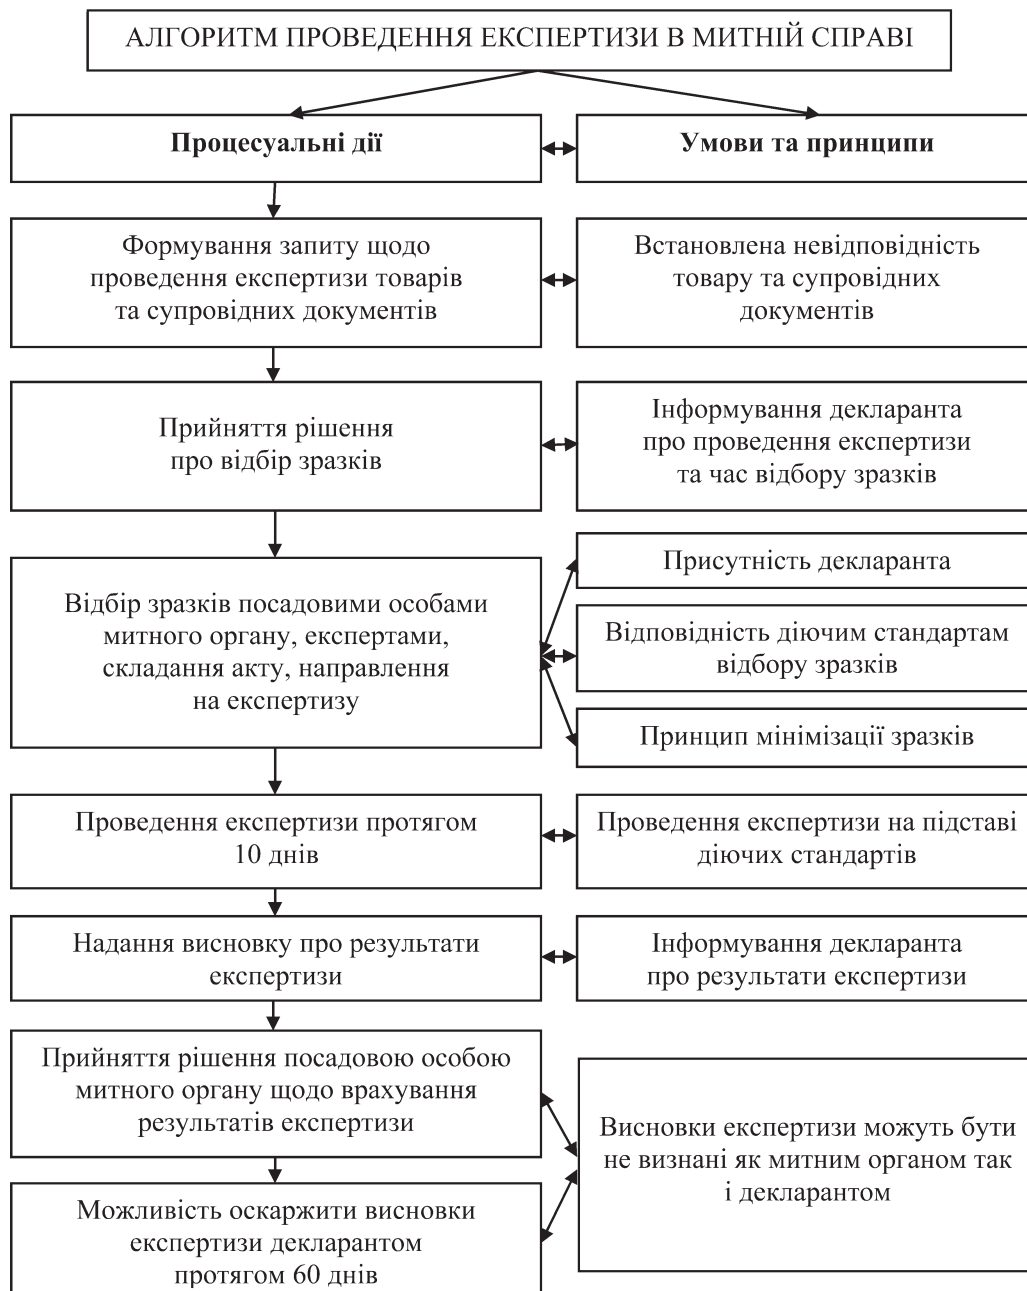 АЛГОРИТМ ПРОВЕДЕННЯ ЕКСПЕРТИЗИ В МИТНІЙ СПРАВІ
Процесуальні дії
Умови та принципи
Формування запиту щодо
проведення експертизи товарів
та супровідних документів
Встановлена невідповідність
товару та супровідних
документів
Прийняття рішення
про відбір зразків
Інформування декларанта
про проведення експертизи
та час відбору зразків
Відбір зразків посадовими особами
митного органу, експертами,
складання акту, направлення
на експертизу
Присутність декларанта
Відповідність діючим стандартам
відбору зразків
Принцип мінімізації зразків
Проведення експертизи протягом
10 днів
Проведення експертизи на підставі
діючих стандартів
Надання висновку про результати
експертизи
Інформування декларанта
про результати експертизи
Прийняття рішення посадовою особою
митного органу щодо врахування
результатів експертизи
Висновки експертизи можуть бути
не визнані як митним органом так
і декларантом
Можливість оскаржити висновки
експертизи декларантом
протягом 60 днів